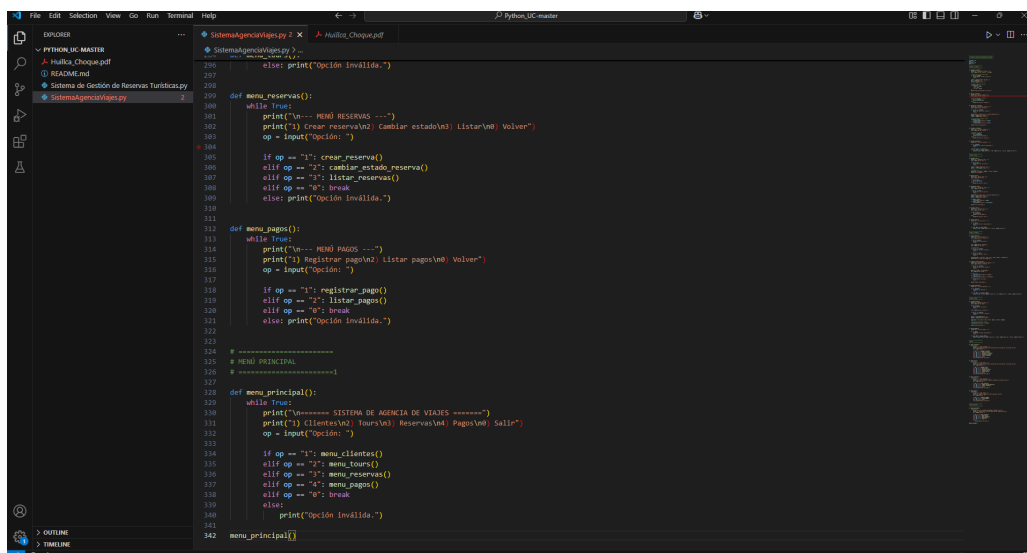 File Edit Selection View Go Run Terminal Help
Python_UC-master
EXPLORER
SistemaAgenciaViajes.py 2
Huillca_Choque.pdf
PYTHON_UC-MASTER
Huillca_Choque.pdf
README.md
Sistema de Gestión de Reservas Turísticas.py
SistemaAgenciaViajes.py 2
SistemaAgenciaViajes.py > ...
296 else: print("Opción inválida.")
297
298
299 def menu_reservas():
300 while True:
301 print("\n--- MENÚ RESERVAS ---")
302 print("1) Crear reserva\n2) Cambiar estado\n3) Listar\n0) Volver")
303 op = input("Opción: ")
304
305 if op == "1": crear_reserva()
306 elif op == "2": cambiar_estado_reserva()
307 elif op == "3": listar_reservas()
308 elif op == "0": break
309 else: print("Opción inválida.")
310
311
312 def menu_pagos():
313 while True:
314 print("\n--- MENÚ PAGOS ---")
315 print("1) Registrar pago\n2) Listar pagos\n0) Volver")
316 op = input("Opción: ")
317
318 if op == "1": registrar_pago()
319 elif op == "2": listar_pagos()
320 elif op == "0": break
321 else: print("Opción inválida.")
322
323
324 # =======================
325 # MENÚ PRINCIPAL
326 # =======================1
327
328 def menu_principal():
329 while True:
330 print("\n======= SISTEMA DE AGENCIA DE VIAJES =======")
331 print("1) Clientes\n2) Tours\n3) Reservas\n4) Pagos\n0) Salir")
332 op = input("Opción: ")
333
334 if op == "1": menu_clientes()
335 elif op == "2": menu_tours()
336 elif op == "3": menu_reservas()
337 elif op == "4": menu_pagos()
338 elif op == "0": break
339 else:
340 print("Opción inválida.")
341
342 menu_principal()
OUTLINE
TIMELINE